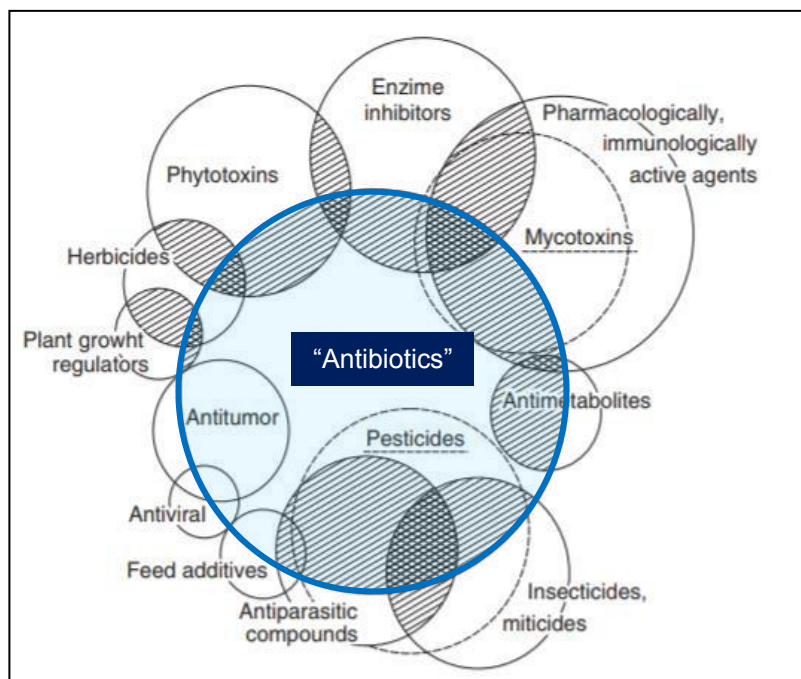 Enzime
inhibitors
Pharmacologically,
immunologically
active agents
Phytotoxins
Mycotoxins
Herbicides
Plant growht
regulators
“Antibiotics”
Antimetabolites
Antitumor
Pesticides
Antiviral
Feed additives
Antiparasitic
compounds
Insecticides,
miticides